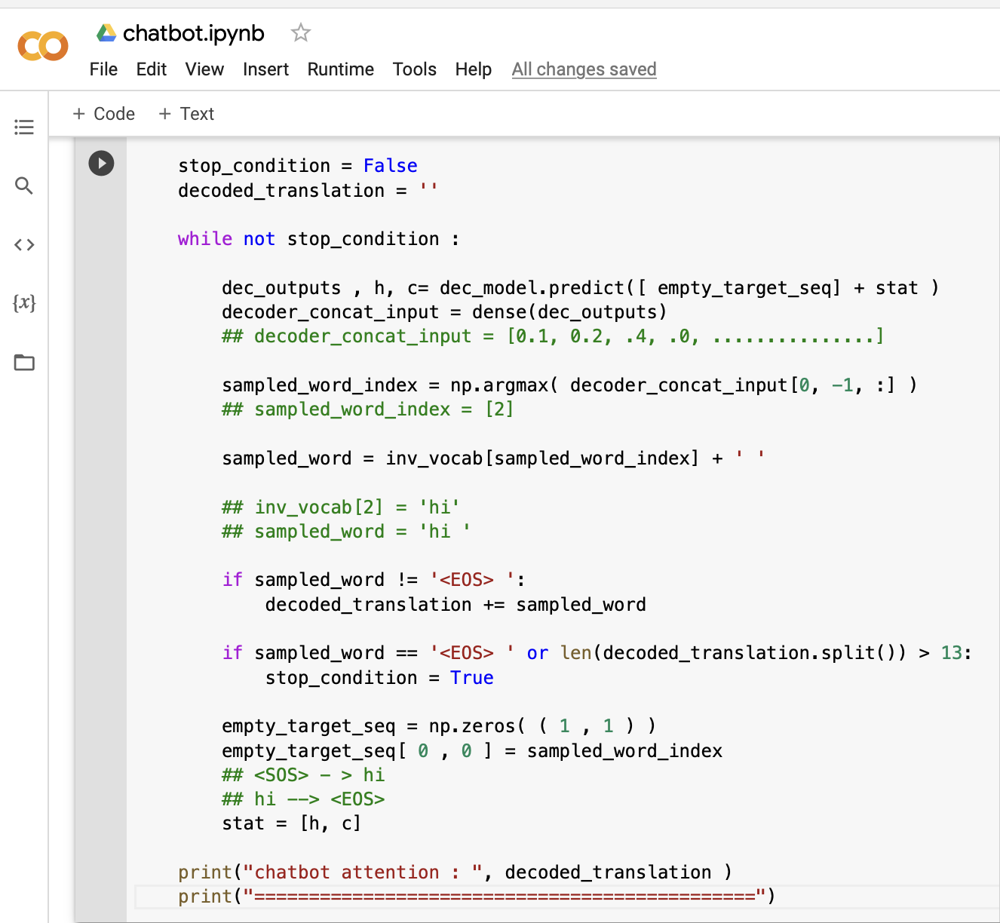 chatbot.ipynb
File Edit View Insert Runtime Tools Help All changes saved
+ Code + Text
stop_condition = False
decoded_translation = ''
while not stop_condition :
dec_outputs , h, c= dec_model.predict([ empty_target_seq] + stat )
decoder_concat_input = dense(dec_outputs)
## decoder_concat_input = [0.1, 0.2, .4, .0, ...............]
sampled_word_index = np.argmax( decoder_concat_input[0, -1, :] )
## sampled_word_index = [2]
sampled_word = inv_vocab[sampled_word_index] + ' '
## inv_vocab[2] = 'hi'
## sampled_word = 'hi '
if sampled_word != '<EOS> ':
decoded_translation += sampled_word
if sampled_word == '<EOS> ' or len(decoded_translation.split()) > 13:
stop_condition = True
empty_target_seq = np.zeros( ( 1 , 1 ) )
empty_target_seq[ 0 , 0 ] = sampled_word_index
## <SOS> - > hi
## hi --> <EOS>
stat = [h, c]
print("chatbot attention : ", decoded_translation )
print("==============================================")